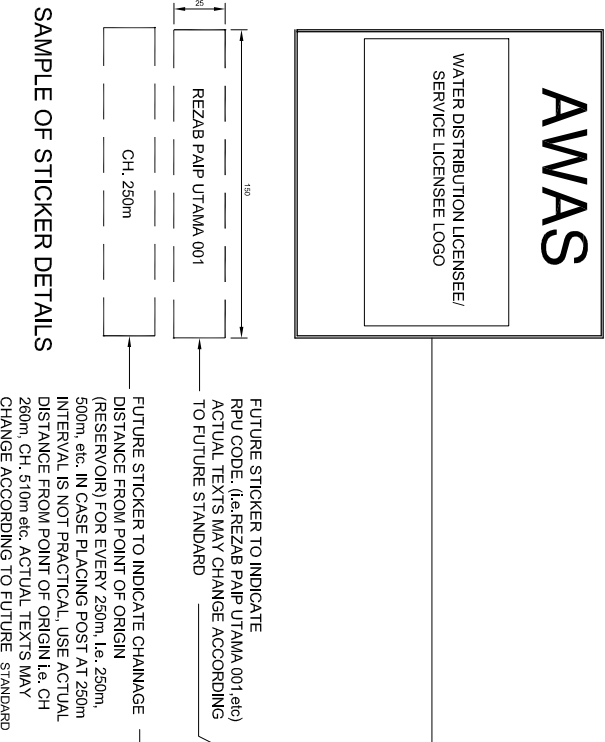 AWAS
WATER DISTRIBUTION LICENSEE/
SERVICE LICENSEE LOGO
150
25
REZAB PAIP UTAMA 001
CH. 250m
SAMPLE OF STICKER DETAILS
FUTURE STICKER TO INDICATE
RPU CODE. (i.e.REZAB PAIP UTAMA 001,etc)
ACTUAL TEXTS MAY CHANGE ACCORDING
TO FUTURE STANDARD
FUTURE STICKER TO INDICATE CHAINAGE
DISTANCE FROM POINT OF ORIGIN
(RESERVOIR) FOR EVERY 250m, I.e. 250m,
500m, etc. IN CASE PLACING POST AT 250m
INTERVAL IS NOT PRACTICAL, USE ACTUAL
DISTANCE FROM POINT OF ORIGIN i.e. CH
260m, CH. 510m etc. ACTUAL TEXTS MAY
CHANGE ACCORDING TO FUTURE STANDARD